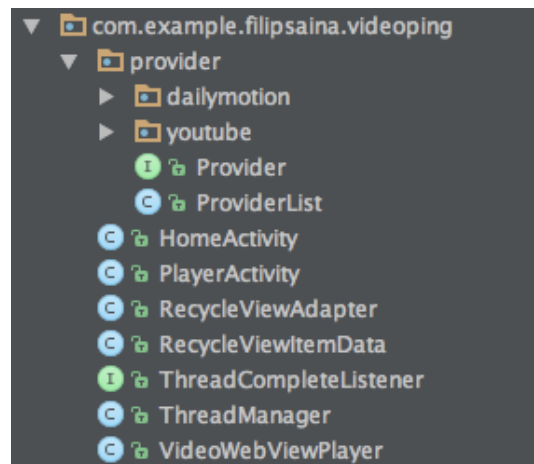 com.example.filipsaina.videoping
provider
dailymotion
youtube
I Provider
C ProviderList
C HomeActivity
C PlayerActivity
C RecycleViewAdapter
C RecycleViewItemData
I ThreadCompleteListener
C ThreadManager
C VideoWebViewPlayer